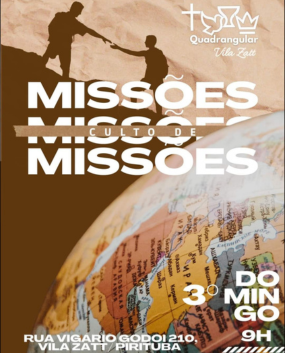 Quadrangular
Vila Zatt
MISSÕES
MISSÕES
CULTO DE
MISSÕES
3º
DO
MIN
GO
9H
RUA VIGARIO GODOI 210,
VILA ZATT / PIRITUBA